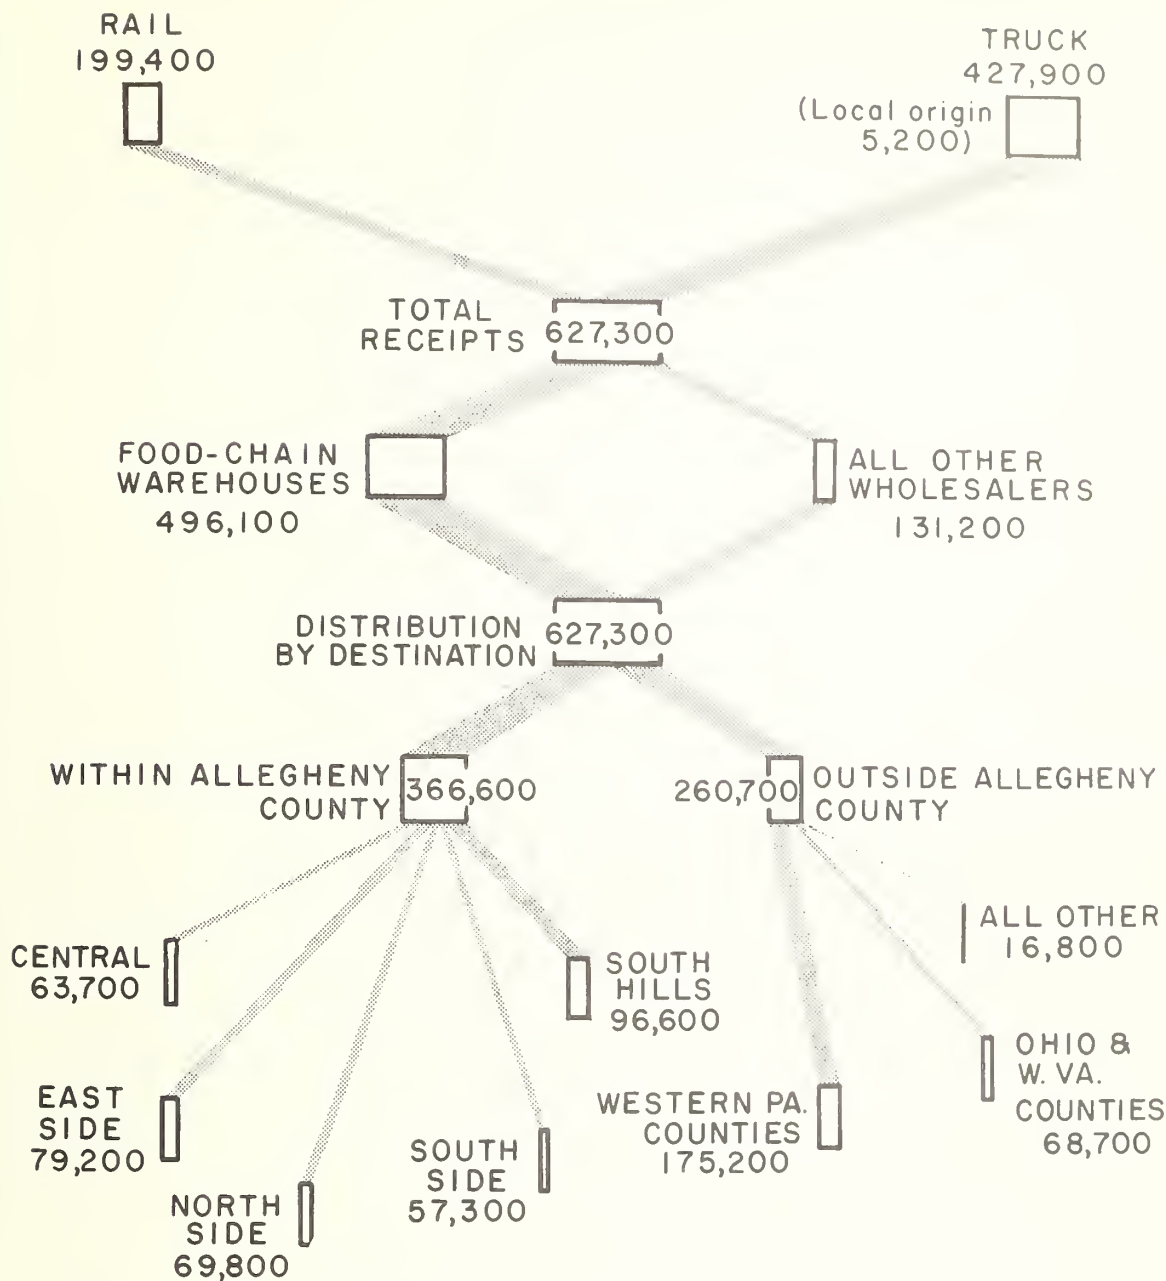 RAIL
199,400
TRUCK
427,900
(Local origin
5,200)
TOTAL
RECEIPTS
627,300
FOOD-CHAIN
WAREHOUSES
496,100
ALL OTHER
WHOLESALERS
131,200
DISTRIBUTION
BY DESTINATION
627,300
WITHIN ALLEGHENY
COUNTY
366,600
260,700
OUTSIDE ALLEGHENY
COUNTY
CENTRAL
63,700
EAST
SIDE
79,200
NORTH
SIDE
69,800
SOUTH
SIDE
57,300
SOUTH
HILLS
96,600
WESTERN PA.
COUNTIES
175,200
ALL OTHER
16,800
OHIO &
W. VA.
COUNTIES
68,700